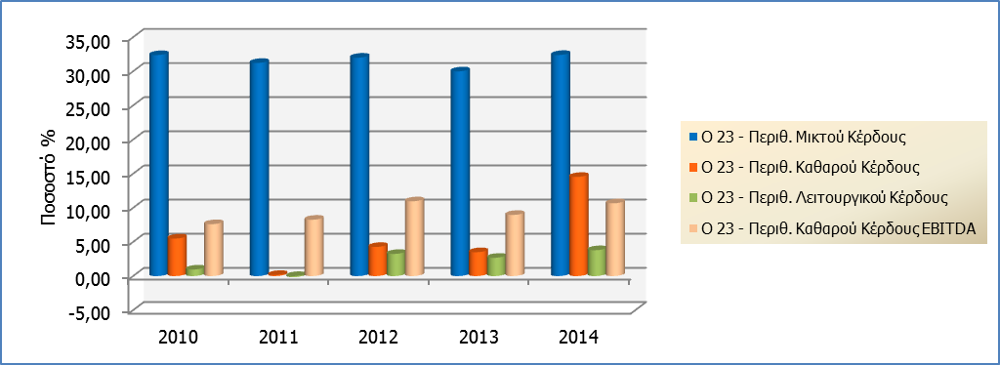 Ποσοστό %
35,00
30,00
25,00
20,00
15,00
10,00
5,00
0,00
-5,00
2010
2011
2012
2013
2014
Ο 23 - Περιθ. Μικτού Κέρδους
Ο 23 - Περιθ. Καθαρού Κέρδους
Ο 23 - Περιθ. Λειτουργικού Κέρδους
Ο 23 - Περιθ. Καθαρού Κέρδους EBITDA